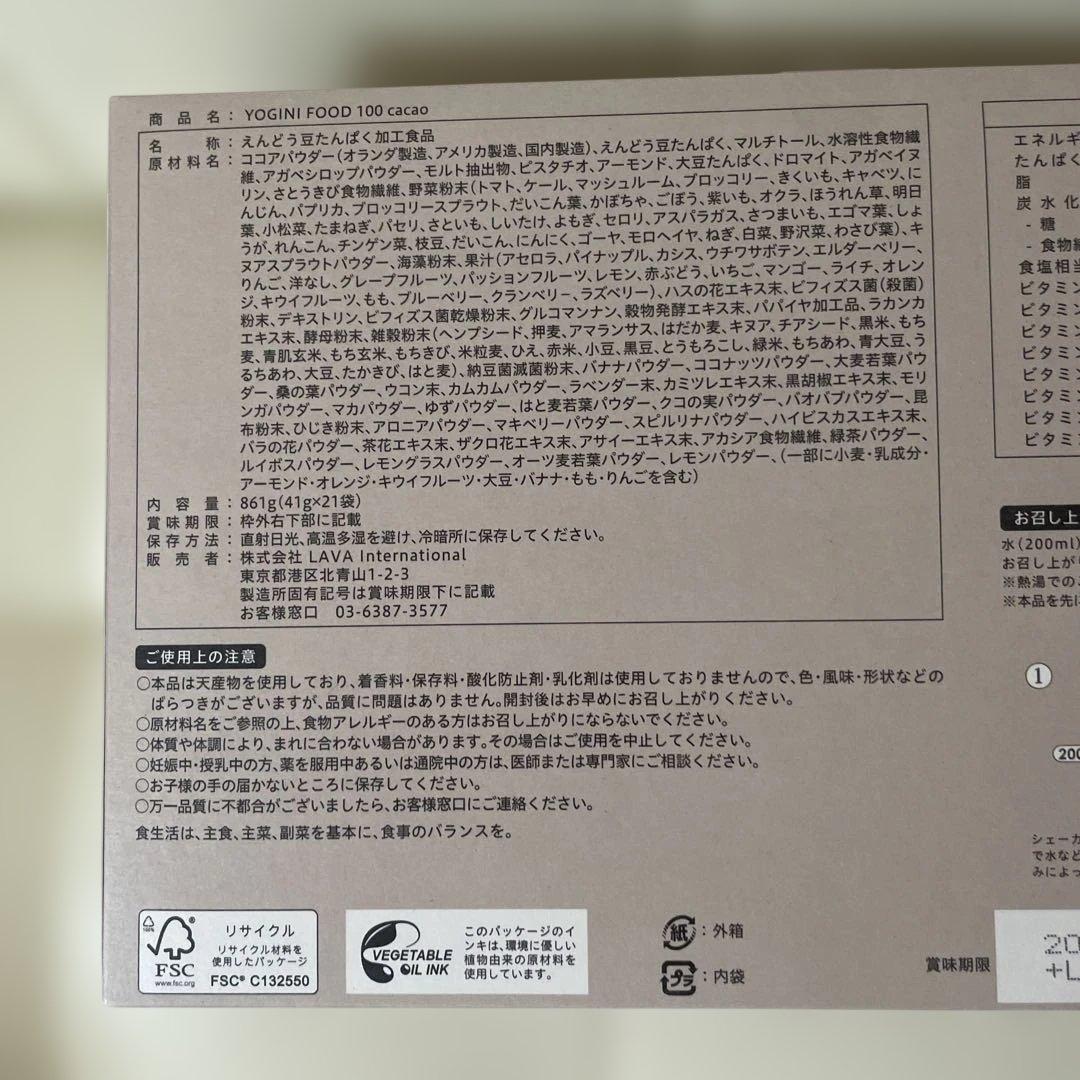 商品名：YOGINI FOOD 100 cacao
名称：えんどう豆たんぱく加工食品
原材料名：ココアパウダー(オランダ製造、アメリカ製造、国内製造)、えんどう豆たんぱく、マルチトール、水溶性食物繊
維、アガベシロップパウダー、モルト抽出物、ピスタチオ、アーモンド、大豆たんぱく、ドロマイト、アガベイヌ
リン、さとうきび食物繊維、野菜粉末(トマト、ケール、マッシュルーム、ブロッコリー、きくいも、キャベツ、に
んじん、パプリカ、ブロッコリースプラウト、だいこん葉、かぼちゃ、ごぼう、紫いも、オクラ、ほうれん草、明日
葉、小松菜、たまねぎ、パセリ、さといも、しいたけ、よもぎ、セロリ、アスパラガス、さつまいも、エゴマ葉、しょ
うが、れんこん、チンゲン菜、枝豆、だいこん、にんにく、ゴーヤ、モロヘイヤ、ねぎ、白菜、野沢菜、わさび葉)、キ
ヌアスプラウトパウダー、海藻粉末、果汁(アセロラ、パイナップル、カシス、ウチワサボテン、エルダーベリー、
りんご、洋なし、グレープフルーツ、パッションフルーツ、レモン、赤ぶどう、いちご、マンゴー、ライチ、オレン
ジ、キウイフルーツ、もも、ブルーベリー、クランベリー、ラズベリー)、ハスの花エキス末、ビフィズス菌(殺菌)
粉末、デキストリン、ビフィズス菌乾燥粉末、グルコマンナン、穀物発酵エキス末、パパイヤ加工品、ラカンカ
エキス末、酵母粉末、雑穀粉末(ヘンプシード、押麦、アマランサス、はだか麦、キヌア、チアシード、黒米、もち
麦、青肌玄米、もち玄米、もちきび、米粒麦、ひえ、赤米、小豆、黒豆、とうもろこし、緑米、もちあわ、青大豆、う
るちあわ、大豆、たかきび、はと麦)、納豆菌滅菌粉末、バナナパウダー、ココナッツパウダー、大麦若葉パウ
ダー、桑の葉パウダー、ウコン末、カムカムパウダー、ラベンダー末、カミツレエキス末、黒胡椒エキス末、モリ
ンガパウダー、マカパウダー、ゆずパウダー、はと麦若葉パウダー、クコの実パウダー、バオバブパウダー、昆
布粉末、ひじき粉末、アロニアパウダー、マキベリーパウダー、スピルリナパウダー、ハイビスカスエキス末、
バラの花パウダー、茶花エキス末、ザクロ花エキス末、アサイーエキス末、アカシア食物繊維、緑茶パウダー、
ルイボスパウダー、レモングラスパウダー、オーツ麦若葉パウダー、レモンパウダー、(一部に小麦・乳成分・
アーモンド・オレンジ・キウイフルーツ・大豆・バナナ・もも・りんごを含む)
内容量：861g(41g×21袋)
賞味期限：枠外右下部に記載
保存方法：直射日光、高温多湿を避け、冷暗所に保存してください。
販売者：株式会社 LAVA International
東京都港区北青山1-2-3
製造所固有記号は賞味期限下に記載
お客様窓口 03-6387-3577
ご使用上の注意
○本品は天産物を使用しており、着香料・保存料・酸化防止剤・乳化剤は使用しておりませんので、色・風味・形状などの
ばらつきがございますが、品質に問題はありません。開封後はお早めにお召し上がりください。
○原材料名をご参照の上、食物アレルギーのある方はお召し上がりにならないでください。
○体質や体調により、まれに合わない場合があります。その場合はご使用を中止してください。
○妊娠中・授乳中の方、薬を服用中あるいは通院中の方は、医師または専門家にご相談ください。
○お子様の手の届かないところに保存してください。
○万一品質に不都合がございましたら、お客様窓口にご連絡ください。
食生活は、主食、主菜、副菜を基本に、食事のバランスを。
100%
FSC
www.fsc.org
リサイクル
リサイクル材料を
使用したパッケージ
FSC® C132550
VEGETABLE
OIL INK
このパッケージのイ
ンキは、環境に優しい
植物由来の原材料を
使用しています。
紙：外箱
プラ：内袋
エネルギ
たんぱく
脂
炭水化
- 糖
- 食物繊
食塩相当
ビタミン
ビタミン
ビタミン
ビタミン
ビタミン
ビタミン
ビタミン
ビタミン
お召し上
水(200ml)
お召し上が
※熱湯での
※本品を先に
1
200
シェーカ
で水など
みによっ
賞味期限
20
+L